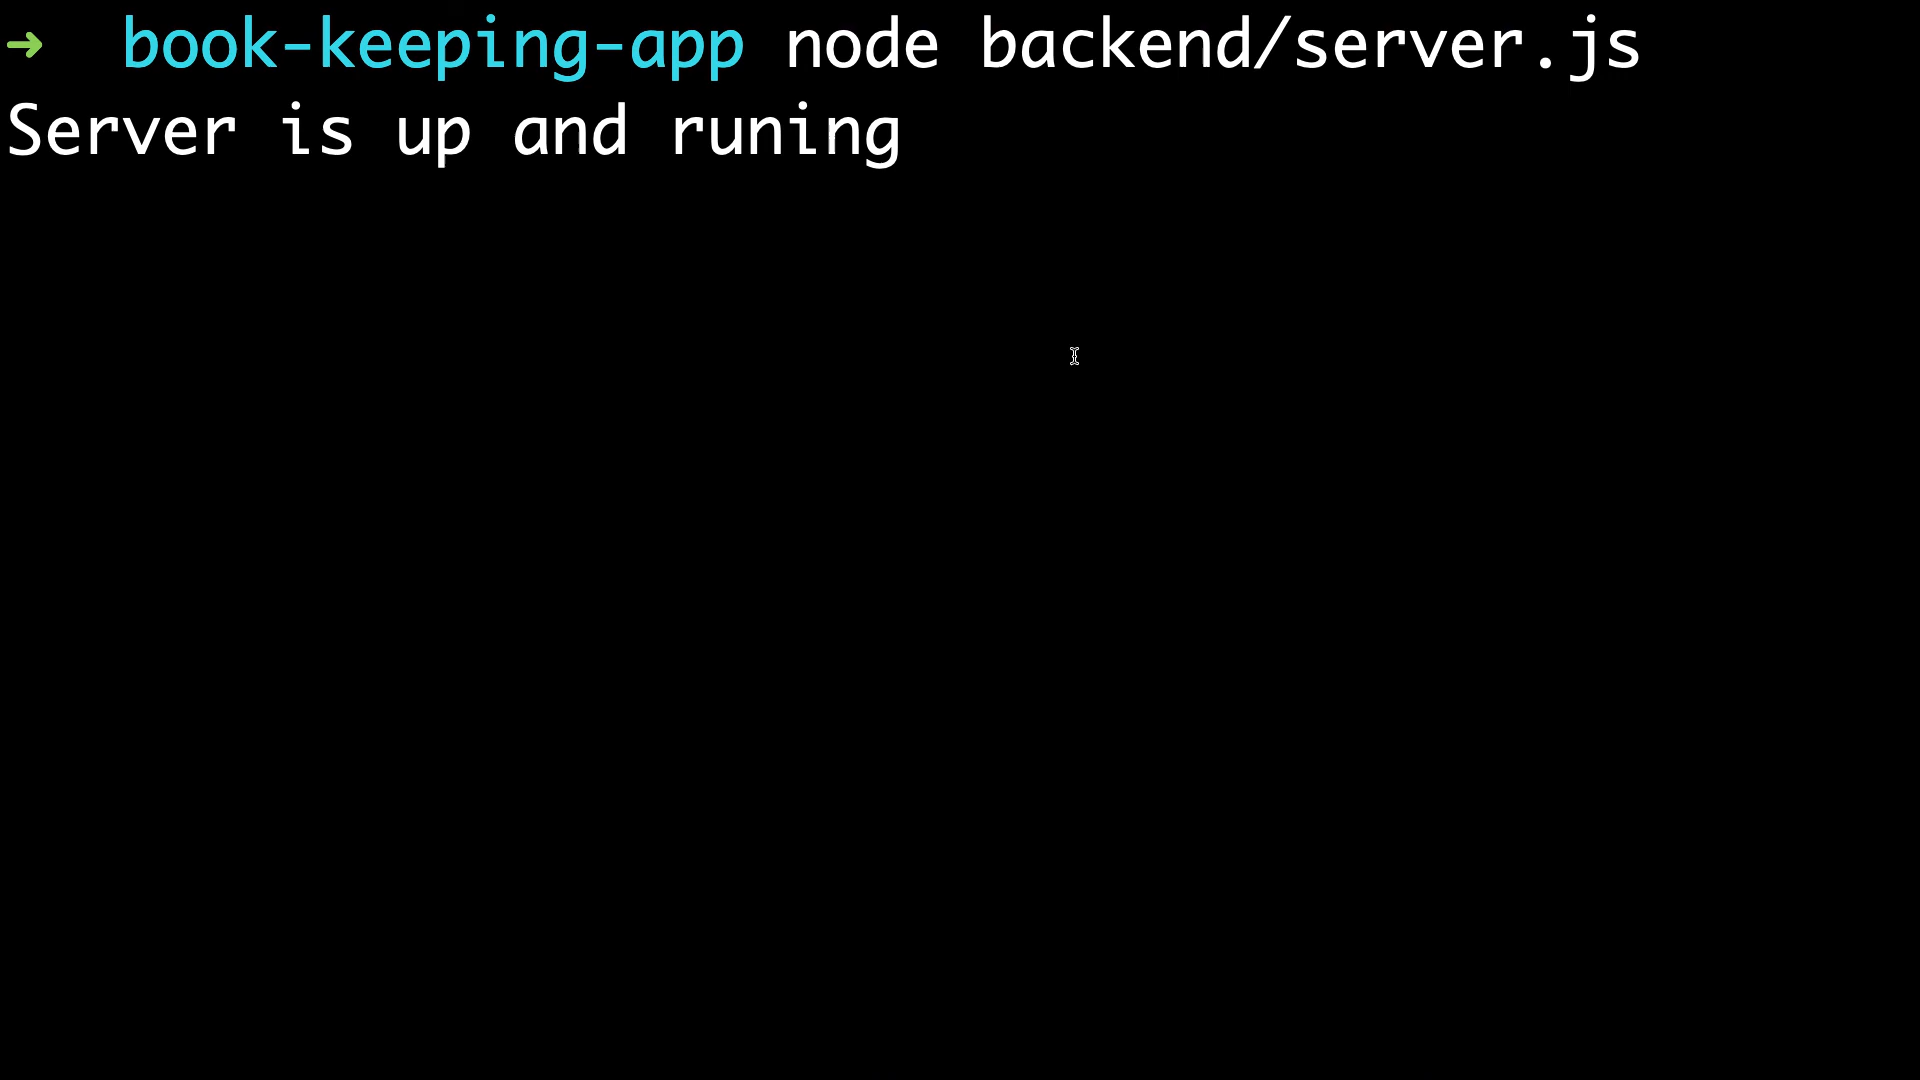 ➜  book-keeping-app node backend/server.js
Server is up and runing